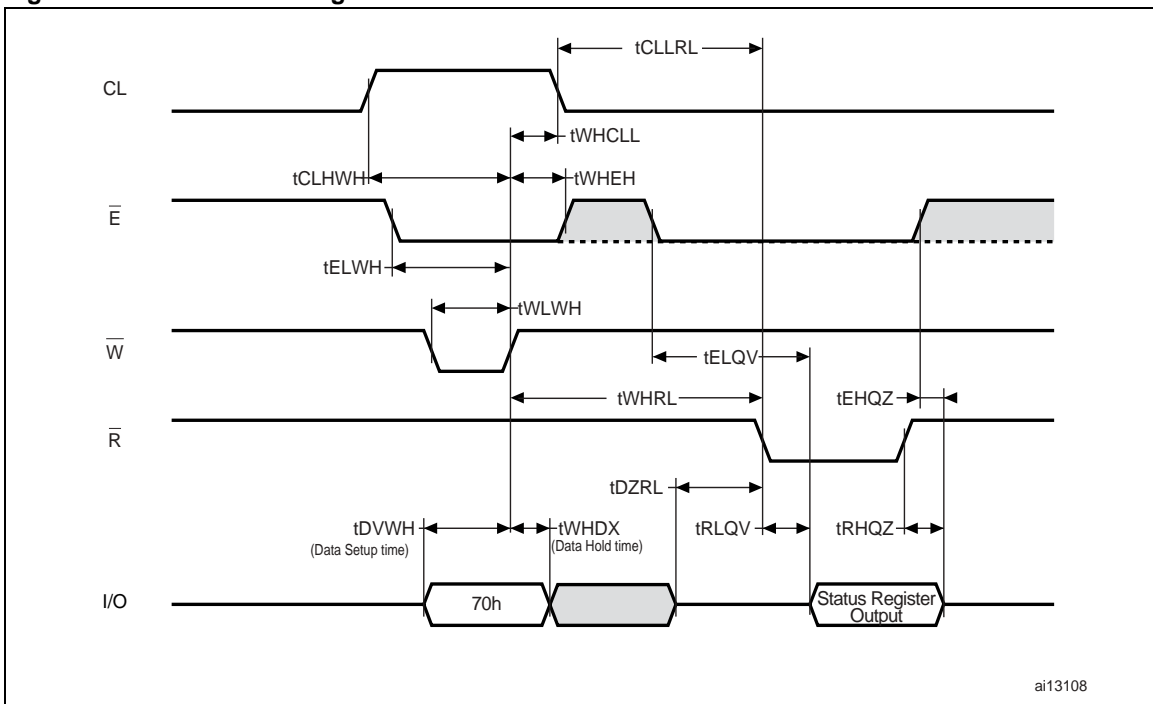 tCLLRL
CL
tWHCLL
tCLHWH
tWHEH
E
tELWH
tWLWH
W
tELQV
tWHRL
tEHQZ
R
tDZRL
tDVWH
(Data Setup time)
tWHDX
(Data Hold time)
tRLQV
tRHQZ
I/O
70h
Status Register
Output
ai13108